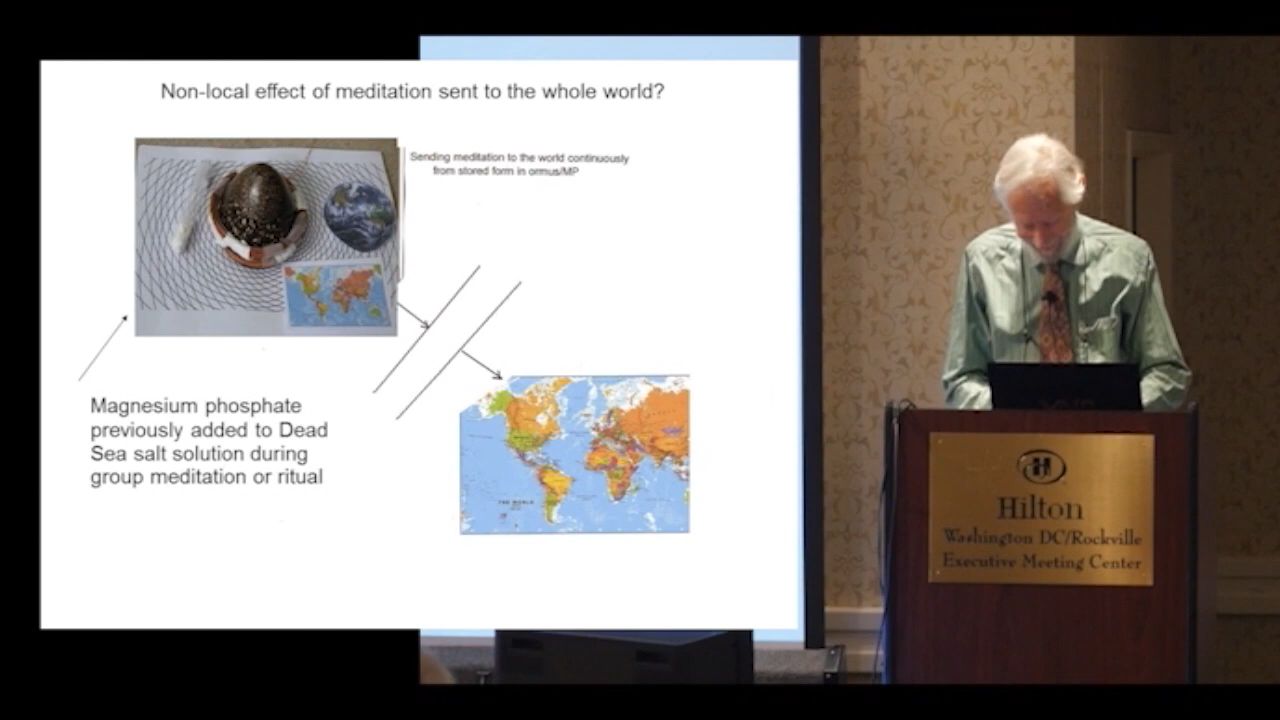 Non-local effect of meditation sent to the whole world?
Sending meditation to the world continuously
from stored form in ormus/MP
Magnesium phosphate
previously added to Dead
Sea salt solution during
group meditation or ritual
THE WORLD
H
Hilton
Washington DC/Rockville
Executive Meeting Center